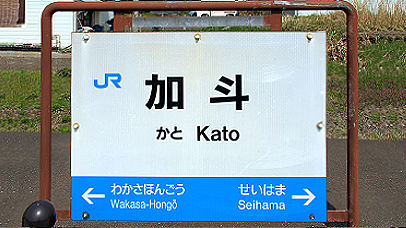 JR
加斗
かと Kato
← わかさほんごう せいはま →
Wakasa-Hongō Seihama